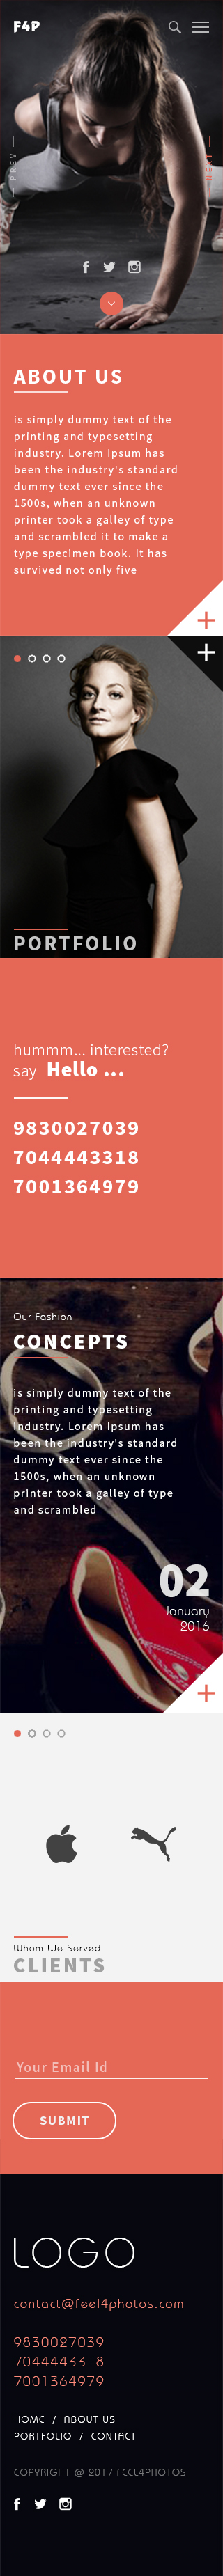 F4P
PREV
NEXT
ABOUT US
is simply dummy text of the
printing and typesetting
industry. Lorem Ipsum has
been the industry's standard
dummy text ever since the
1500s, when an unknown
printer took a galley of type
and scrambled it to make a
type specimen book. It has
survived not only five
PORTFOLIO
hummm... interested?
say Hello ...
9830027039
7044443318
7001364979
Our Fashion
CONCEPTS
is simply dummy text of the
printing and typesetting
industry. Lorem Ipsum has
been the industry's standard
dummy text ever since the
1500s, when an unknown
printer took a galley of type
and scrambled
02
January
2016
Whom We Served
CLIENTS
Your Email Id
SUBMIT
LOGO
contact@feel4photos.com
9830027039
7044443318
7001364979
HOME / ABOUT US
PORTFOLIO / CONTACT
COPYRIGHT @ 2017 FEEL4PHOTOS